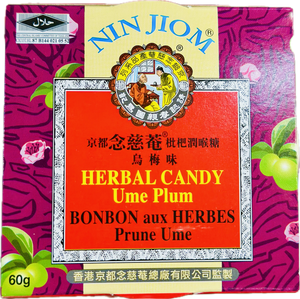 حلال
NIN JIOM
京都念慈菴®枇杷潤喉糖
烏梅味
HERBAL CANDY
Ume Plum
BONBON aux HERBES
Prune Ume
60g
香港京都念慈菴總廠有限公司監製